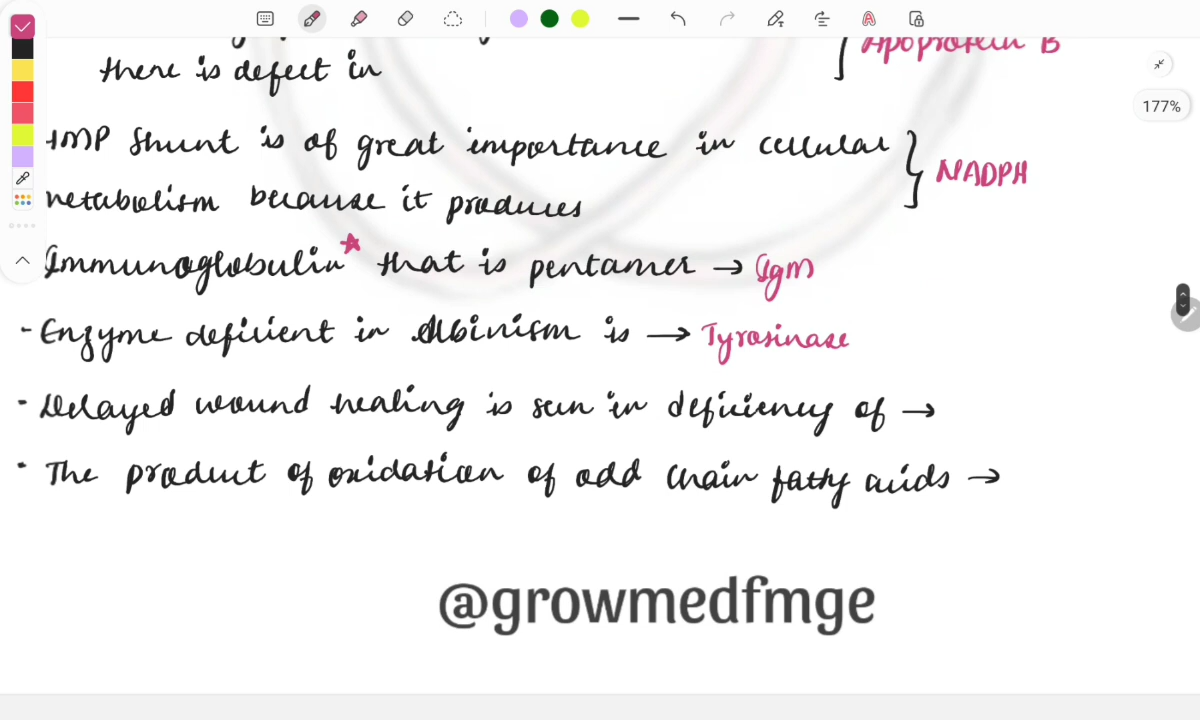 Apoprotein B
there is defect in
177%
HMP Shunt is of great importance in cellular
metabolism because it produces
NADPH
Immunoglobulin* that is pentamer → IgM
- Enzyme deficient in Albinism is → Tyrosinase
- Delayed wound healing is seen in deficiency of →
• The product of oxidation of odd chain fatty acids →
@growmedfmge